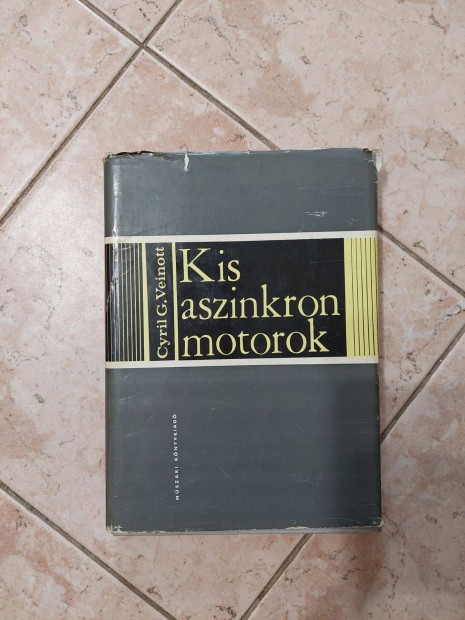 Cyril G. Veinott
Kis
aszinkron
motorok
MŰSZAKI KÖNYVKIADÓ